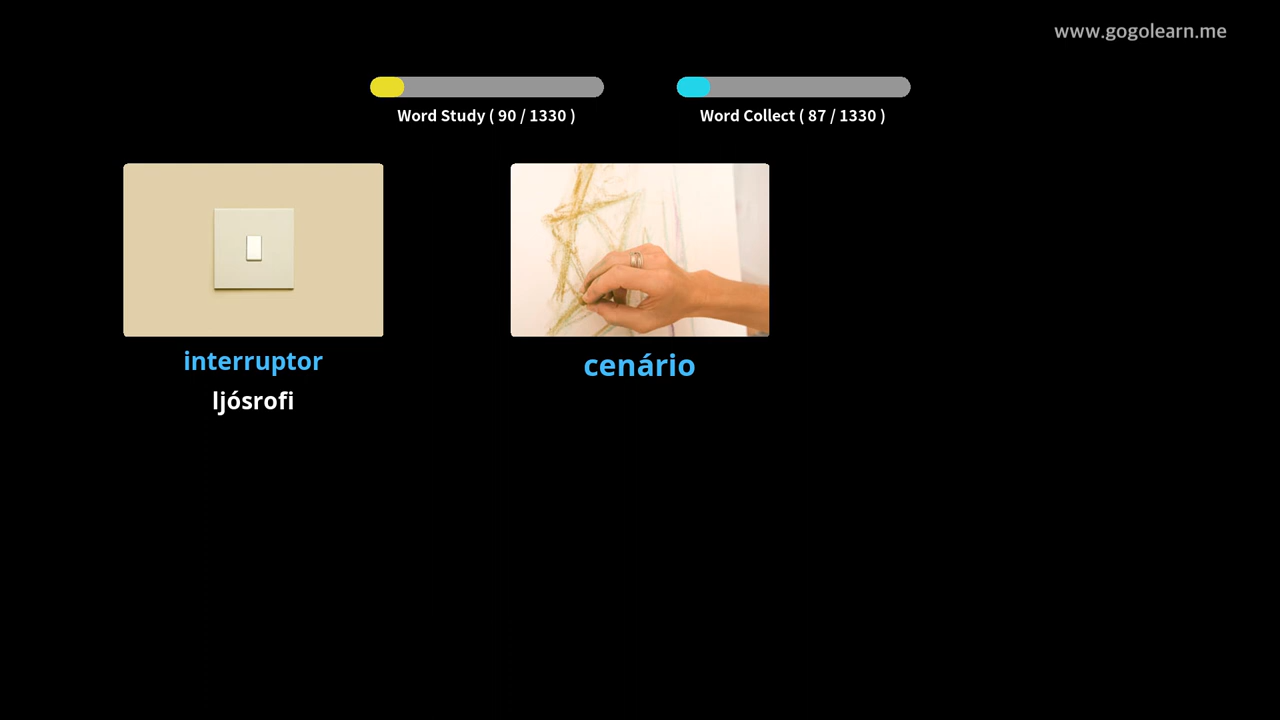 www.gogolearn.me
Word Study ( 90 / 1330 )
Word Collect ( 87 / 1330 )
interruptor
ljósrofi
cenário